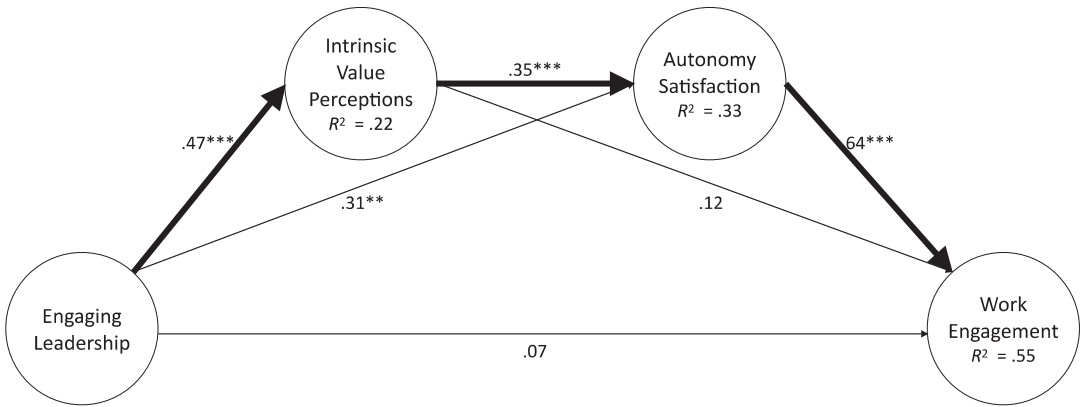 Intrinsic
Value
Perceptions
R² = .22
.35***
Autonomy
Satisfaction
R² = .33
.47***
64***
.31**
.12
Engaging
Leadership
.07
Work
Engagement
R² = .55